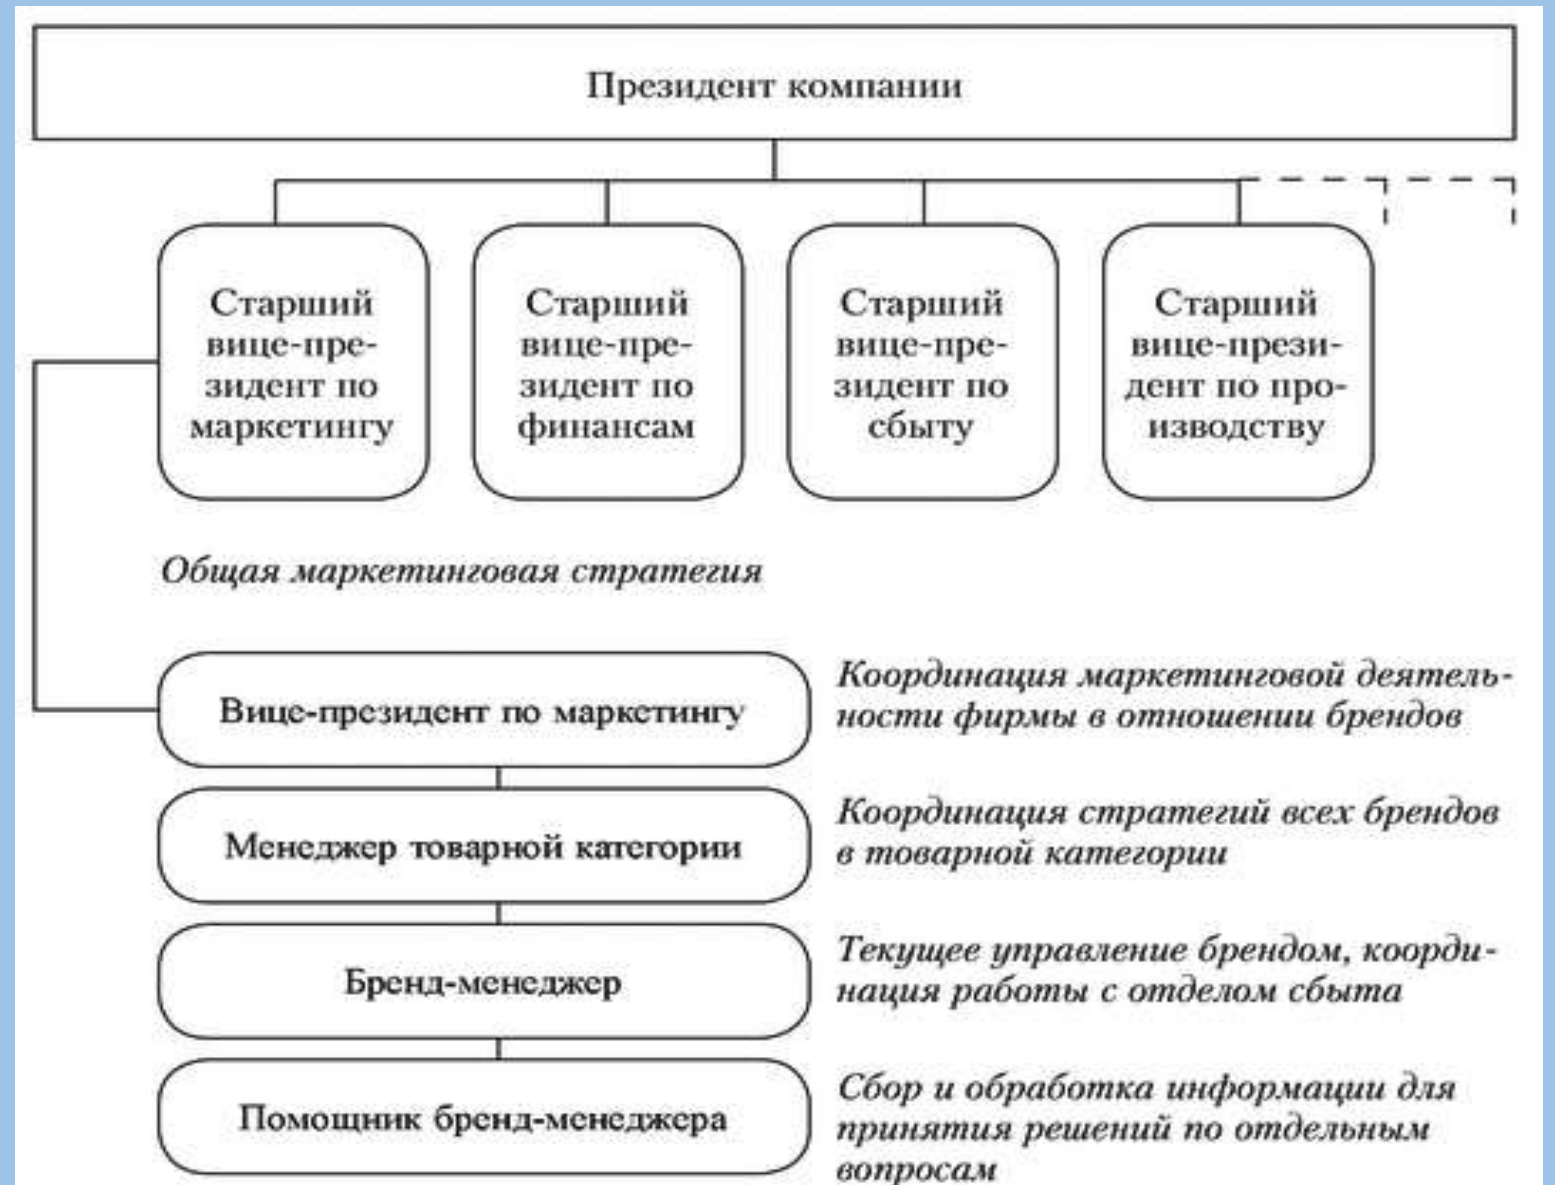 Президент компании
Старший
вице-пре-
зидент по
маркетингу
Старший
вице-пре-
зидент по
финансам
Старший
вице-пре-
зидент по
сбыту
Старший
вице-прези-
дент по про-
изводству
Общая маркетинговая стратегия
Вице-президент по маркетингу
Координация маркетинговой деятель-
ности фирмы в отношении брендов
Менеджер товарной категории
Координация стратегий всех брендов
в товарной категории
Бренд-менеджер
Текущее управление брендом, коорди-
нация работы с отделом сбыта
Помощник бренд-менеджера
Сбор и обработка информации для
принятия решений по отдельным
вопросам